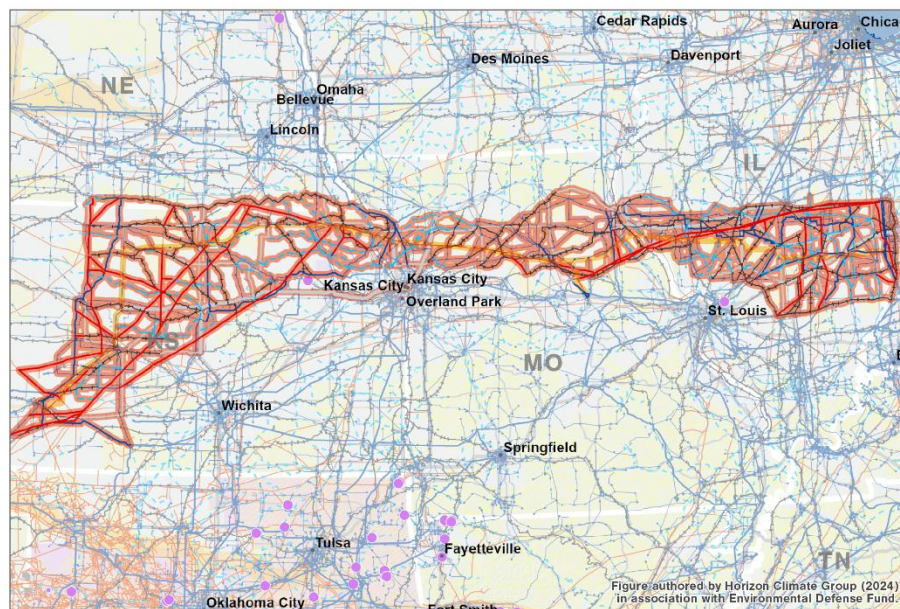 Cedar Rapids
Aurora
Chica
Joliet
Des Moines
Davenport
NE
Omaha
Bellevue
Lincoln
IL
Kansas City
Kansas City
Overland Park
St. Louis
KS
MO
Wichita
Springfield
Tulsa
Fayetteville
TN
Oklahoma City
Fort Smith
Figure authored by Horizon Climate Group (2024)
in association with Environmental Defense Fund.